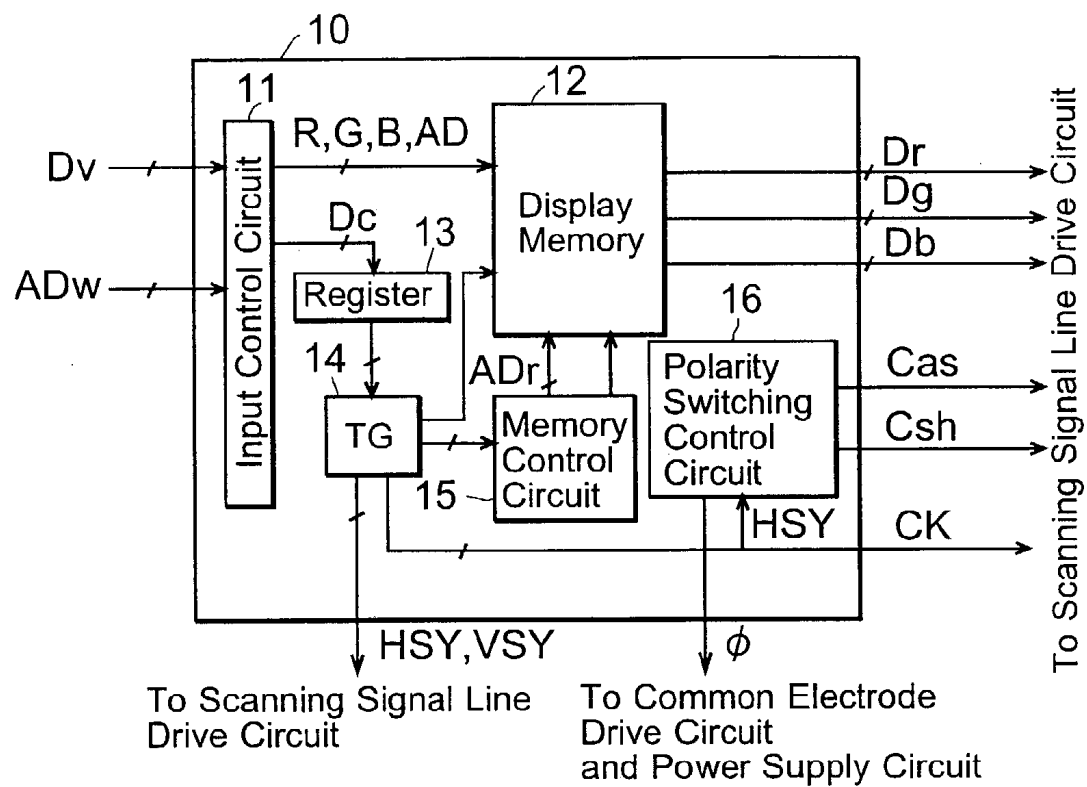 10
11
12
R,G,B,AD
Dv
Dr
Dg
Db
Dc
13
Display
Memory
Input Control Circuit
ADw
Register
16
14
ADr
Polarity
Switching
Control
Circuit
Cas
Csh
TG
Memory
Control
Circuit
15
HSY
CK
To Scanning Signal Line Drive Circuit
HSY,VSY
ϕ
To Scanning Signal Line
Drive Circuit
To Common Electrode
Drive Circuit
and Power Supply Circuit